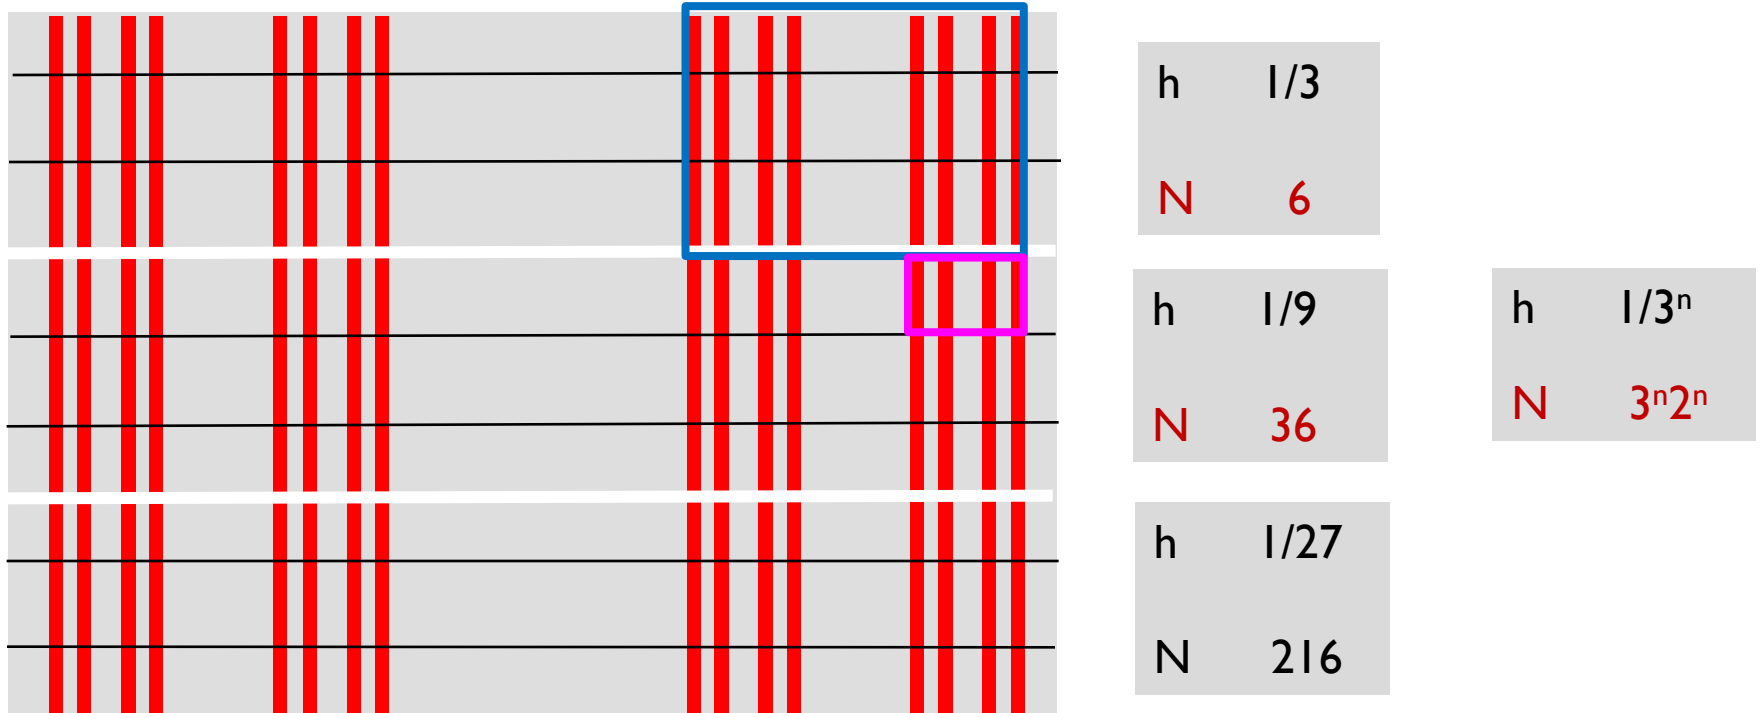 h 1/3
N 6
h 1/9
N 36
h 1/27
N 216
h 1/3ⁿ
N 3ⁿ2ⁿ